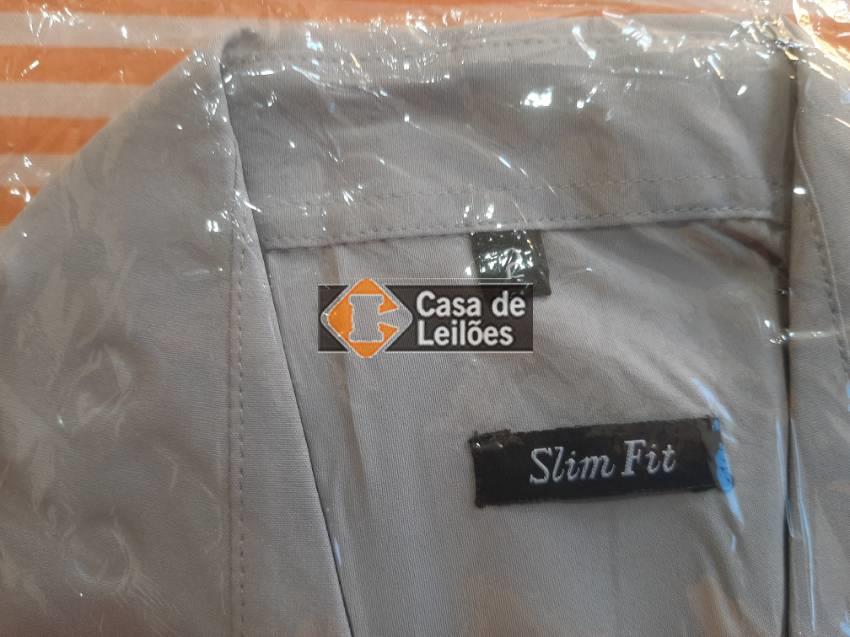 Casa de
Leilões
Slim Fit